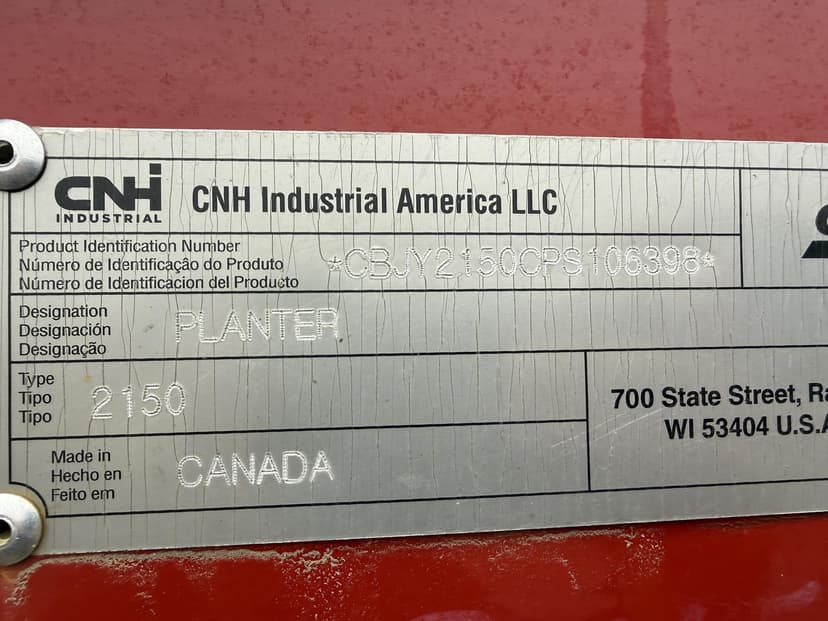 CNH
INDUSTRIAL
CNH Industrial America LLC
Product Identification Number
Número de Identificação do Produto
Número de Identificacion del Producto
*CBJY2150CPS106398*
Designation
Designación
Designação
PLANTER
Type
Tipo
Tipo
2150
700 State Street,
WI 53404 U.S.A
Made in
Hecho en
Feito em
CANADA